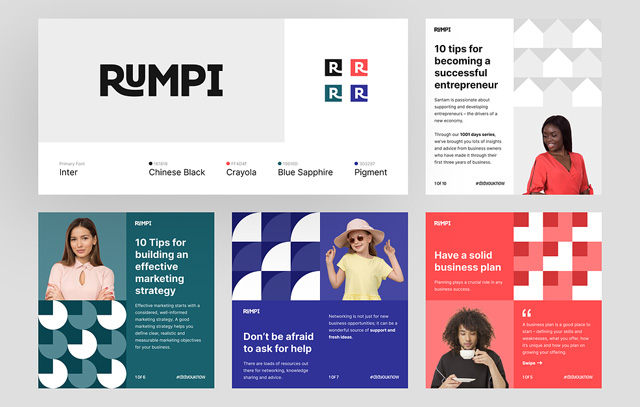 RUMPI
R R
R R
Primary Font
Inter
Chinese Black
Crayola
Blue Sapphire
Pigment
RUMPI
10 tips for
becoming a
successful
entrepreneur
Santam is passionate about
supporting and developing
entrepreneurs – the drivers of a
new economy.
Through our 1001 days series,
we've brought you lots of insights
and advice from business owners
who have made it through their
first three years of business.
1 OF 10 #didyouknow
RUMPI
10 Tips for
building an
effective
marketing
strategy
Effective marketing starts with a
considered, well-informed
marketing strategy. A good
marketing strategy helps you
define clear, realistic and
measurable marketing objectives
for your business.
1 OF 6 #didyouknow
RUMPI
Don't be afraid
to ask for help
There are loads of resources out
there for networking, knowledge
sharing and advice.
Networking is not just for new
business opportunities; it can be a
wonderful source of support and
fresh ideas.
1 OF 7 #didyouknow
RUMPI
Have a solid
business plan
Planning plays a crucial role in any
business success.
“
A business plan is a good place to
start – defining your skills and
weaknesses, what you offer, how
it's unique and how you plan on
growing your offering.
Swipe →
1 OF 5 #didyouknow